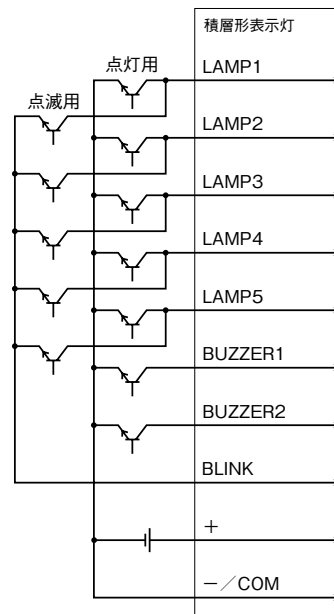 積層形表示灯
点灯用
LAMP1
点滅用
LAMP2
LAMP3
LAMP4
LAMP5
BUZZER1
BUZZER2
BLINK
＋
－／COM